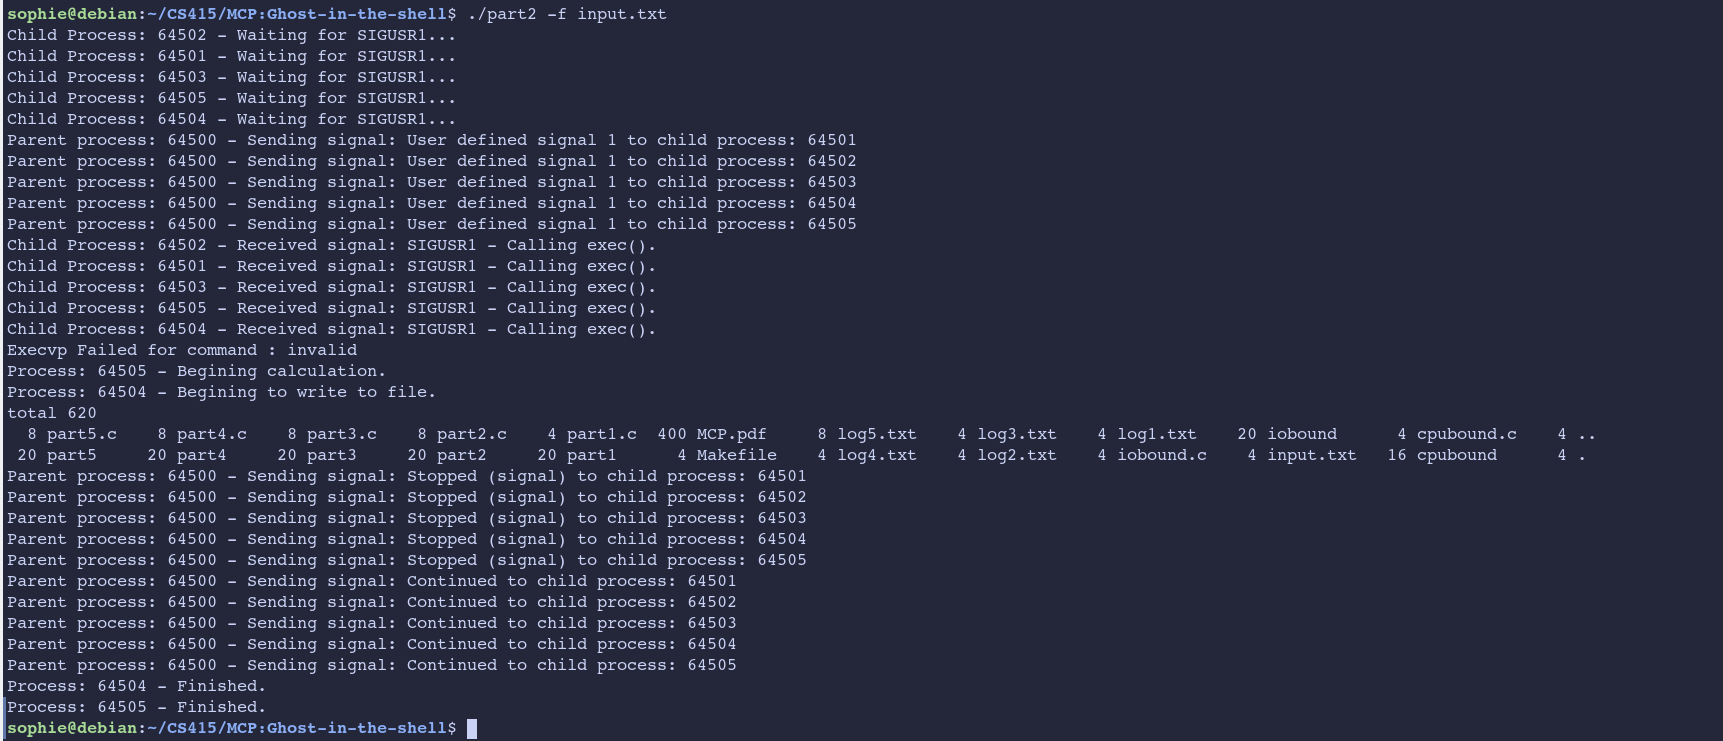 sophie@debian:~/CS415/MCP:Ghost-in-the-shell$ ./part2 -f input.txt
Child Process: 64502 - Waiting for SIGUSR1...
Child Process: 64501 - Waiting for SIGUSR1...
Child Process: 64503 - Waiting for SIGUSR1...
Child Process: 64505 - Waiting for SIGUSR1...
Child Process: 64504 - Waiting for SIGUSR1...
Parent process: 64500 - Sending signal: User defined signal 1 to child process: 64501
Parent process: 64500 - Sending signal: User defined signal 1 to child process: 64502
Parent process: 64500 - Sending signal: User defined signal 1 to child process: 64503
Parent process: 64500 - Sending signal: User defined signal 1 to child process: 64504
Parent process: 64500 - Sending signal: User defined signal 1 to child process: 64505
Child Process: 64502 - Received signal: SIGUSR1 - Calling exec().
Child Process: 64501 - Received signal: SIGUSR1 - Calling exec().
Child Process: 64503 - Received signal: SIGUSR1 - Calling exec().
Child Process: 64505 - Received signal: SIGUSR1 - Calling exec().
Child Process: 64504 - Received signal: SIGUSR1 - Calling exec().
Execvp Failed for command : invalid
Process: 64505 - Begining calculation.
Process: 64504 - Begining to write to file.
total 620
  8 part5.c    8 part4.c    8 part3.c    8 part2.c    4 part1.c  400 MCP.pdf     8 log5.txt    4 log3.txt    4 log1.txt    20 iobound      4 cpubound.c    4 ..
 20 part5     20 part4     20 part3     20 part2     20 part1      4 Makefile    4 log4.txt    4 log2.txt    4 iobound.c    4 input.txt   16 cpubound      4 .
Parent process: 64500 - Sending signal: Stopped (signal) to child process: 64501
Parent process: 64500 - Sending signal: Stopped (signal) to child process: 64502
Parent process: 64500 - Sending signal: Stopped (signal) to child process: 64503
Parent process: 64500 - Sending signal: Stopped (signal) to child process: 64504
Parent process: 64500 - Sending signal: Stopped (signal) to child process: 64505
Parent process: 64500 - Sending signal: Continued to child process: 64501
Parent process: 64500 - Sending signal: Continued to child process: 64502
Parent process: 64500 - Sending signal: Continued to child process: 64503
Parent process: 64500 - Sending signal: Continued to child process: 64504
Parent process: 64500 - Sending signal: Continued to child process: 64505
Process: 64504 - Finished.
Process: 64505 - Finished.
sophie@debian:~/CS415/MCP:Ghost-in-the-shell$